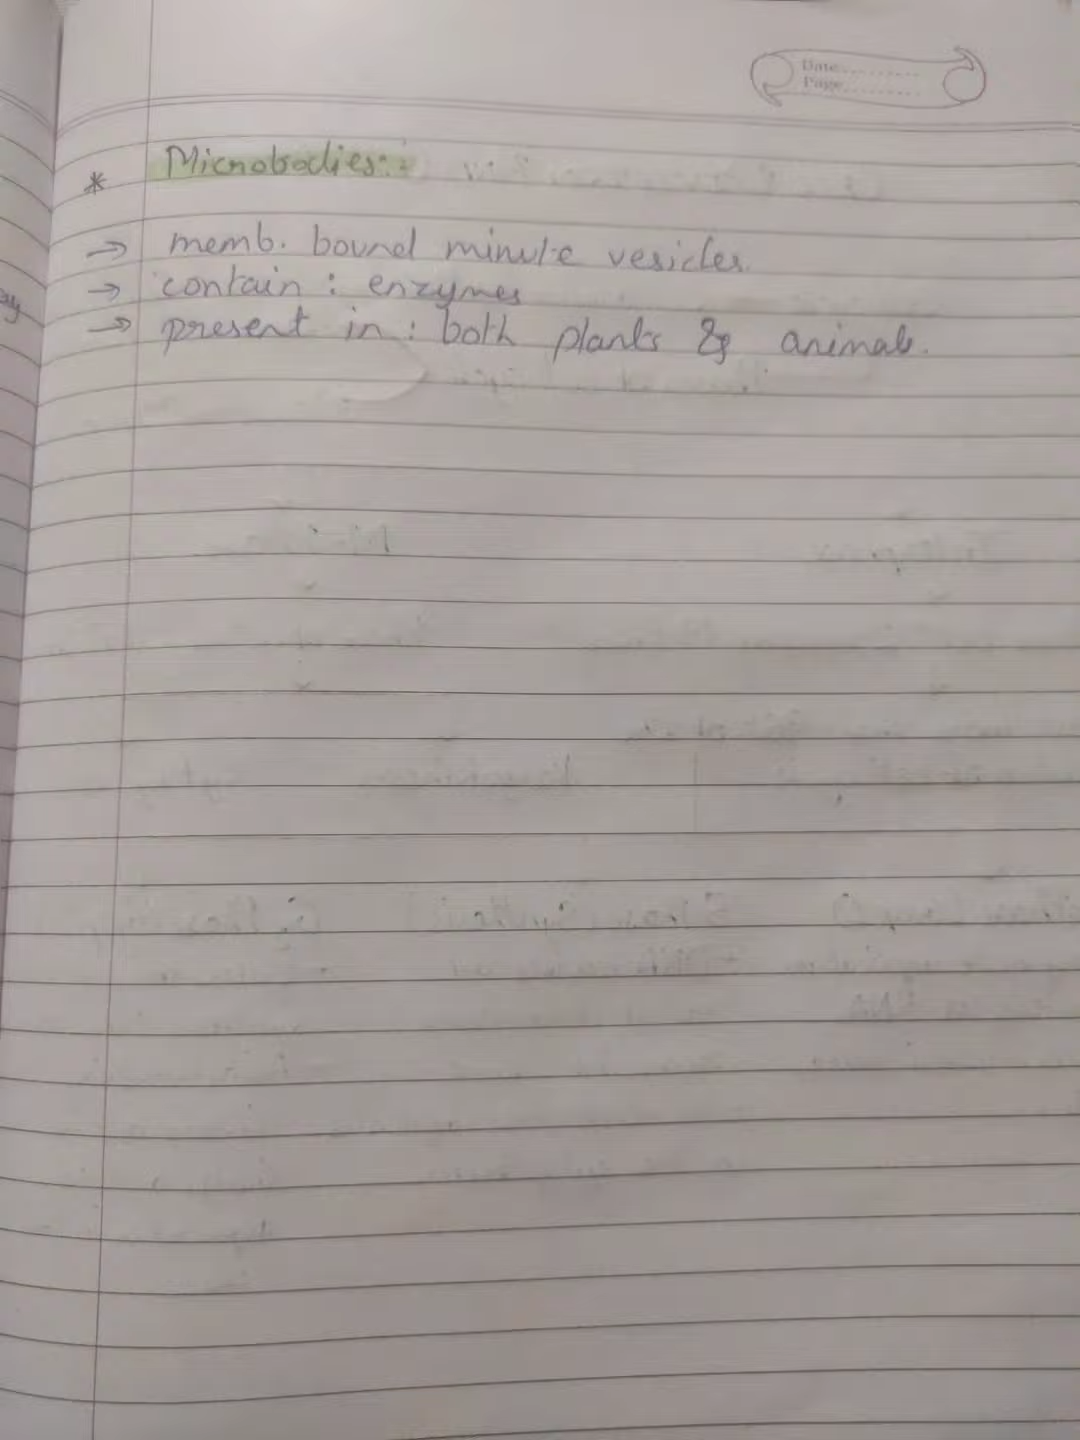 Date..........
Page..........
* Microbodies:-
→ memb. bound minute vesicles.
→ contain : enzymes
→ present in : both plants & animals.